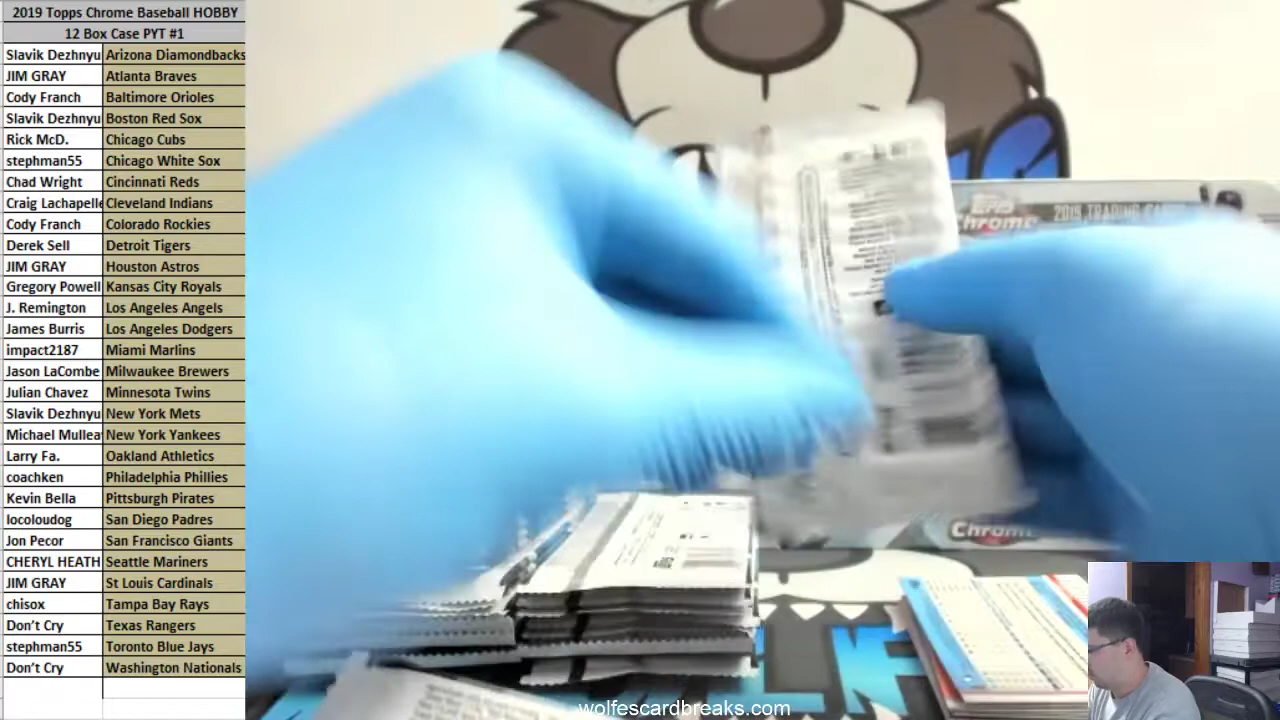 2019 Topps Chrome Baseball HOBBY
12 Box Case PYT #1
Slavik Dezhnyu Arizona Diamondbacks
JIM GRAY Atlanta Braves
Cody Franch Baltimore Orioles
Slavik Dezhnyu Boston Red Sox
Rick McD. Chicago Cubs
stephman55 Chicago White Sox
Chad Wright Cincinnati Reds
Craig Lachapelle Cleveland Indians
Cody Franch Colorado Rockies
Derek Sell Detroit Tigers
JIM GRAY Houston Astros
Gregory Powell Kansas City Royals
J. Remington Los Angeles Angels
James Burris Los Angeles Dodgers
impact2187 Miami Marlins
Jason LaCombe Milwaukee Brewers
Julian Chavez Minnesota Twins
Slavik Dezhnyu New York Mets
Michael Mullea New York Yankees
Larry Fa. Oakland Athletics
coachken Philadelphia Phillies
Kevin Bella Pittsburgh Pirates
locoloudog San Diego Padres
Jon Pecor San Francisco Giants
CHERYL HEATH Seattle Mariners
JIM GRAY St Louis Cardinals
chisox Tampa Bay Rays
Don't Cry Texas Rangers
stephman55 Toronto Blue Jays
Don't Cry Washington Nationals
Chrome
2019 TRADING
Chrome
wolfescardbreaks.com